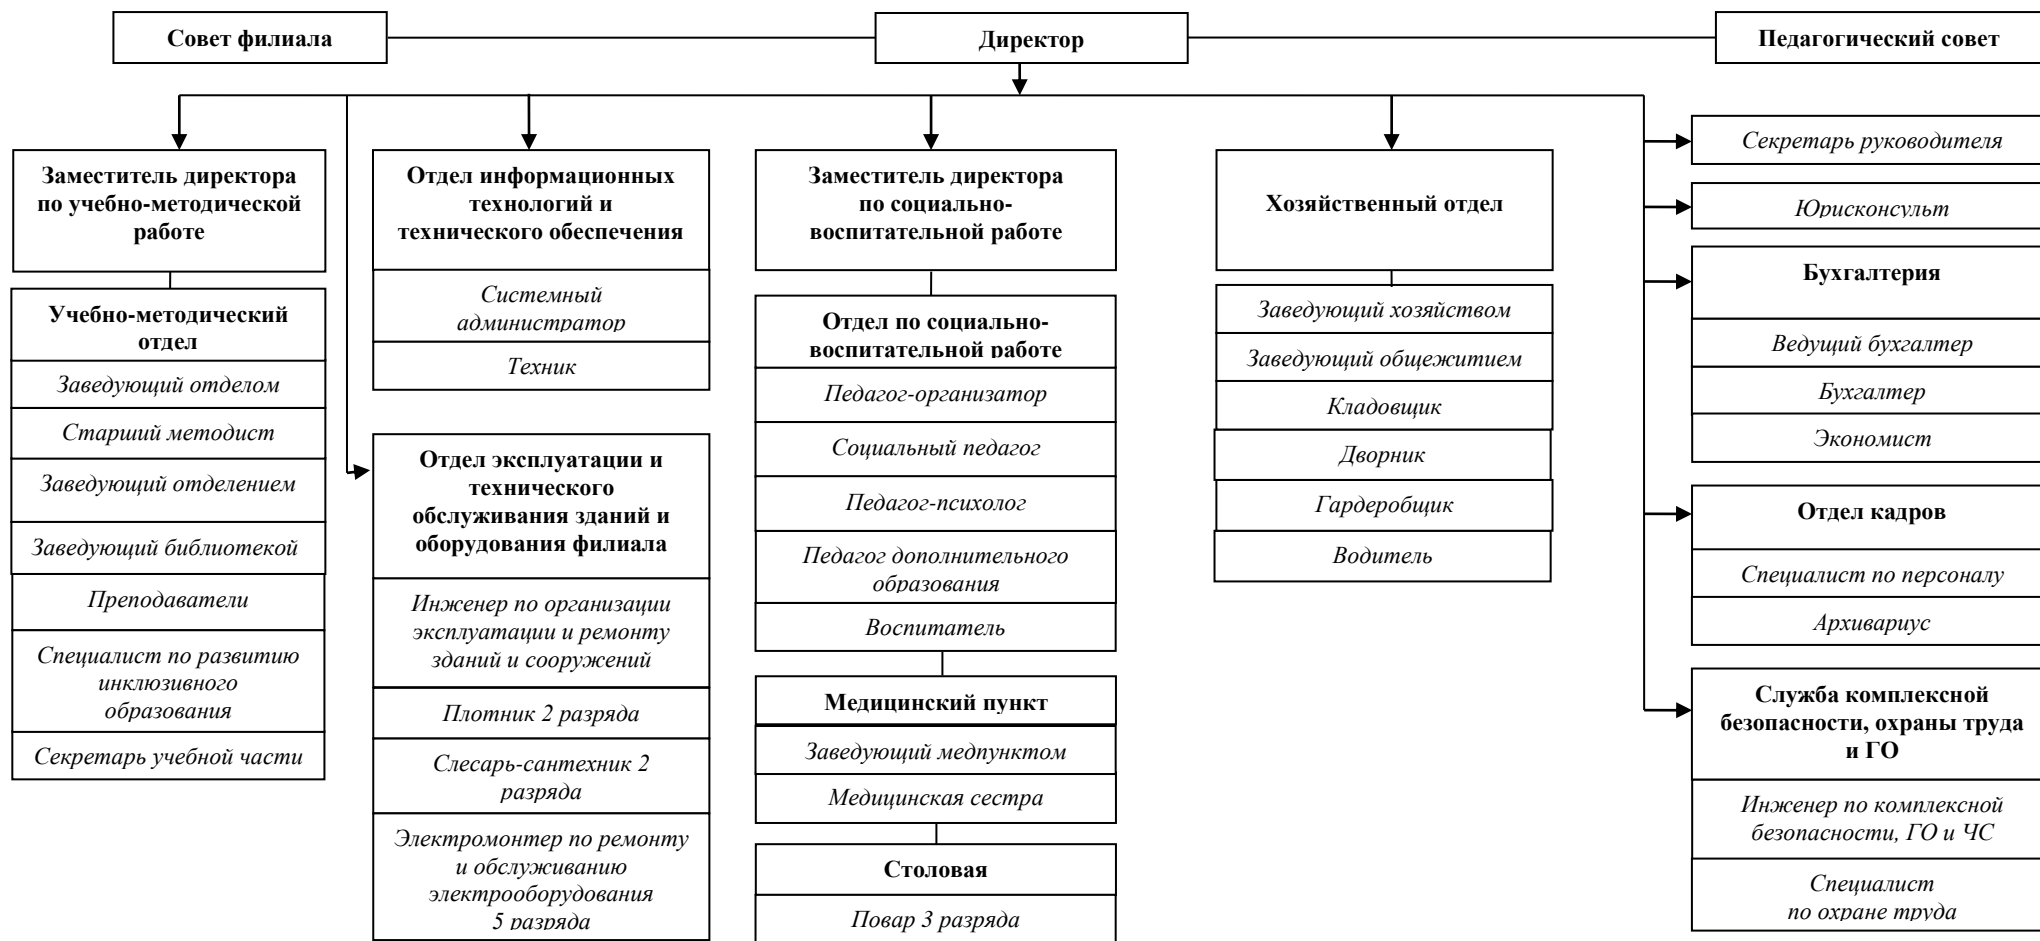 Совет филиала
Директор
Педагогический совет
Заместитель директора
по учебно-методической
работе
Учебно-методический
отдел
Заведующий отделом
Старший методист
Заведующий отделением
Заведующий библиотекой
Преподаватели
Специалист по развитию
инклюзивного
образования
Секретарь учебной части
Отдел информационных
технологий и
технического обеспечения
Системный
администратор
Техник
Отдел эксплуатации и
технического
обслуживания зданий и
оборудования филиала
Инженер по организации
эксплуатации и ремонту
зданий и сооружений
Плотник 2 разряда
Слесарь-сантехник 2
разряда
Электромонтер по ремонту
и обслуживанию
электрооборудования
5 разряда
Заместитель директора
по социально-
воспитательной работе
Отдел по социально-
воспитательной работе
Педагог-организатор
Социальный педагог
Педагог-психолог
Педагог дополнительного
образования
Воспитатель
Медицинский пункт
Заведующий медпунктом
Медицинская сестра
Столовая
Повар 3 разряда
Хозяйственный отдел
Заведующий хозяйством
Заведующий общежитием
Кладовщик
Дворник
Гардеробщик
Водитель
Секретарь руководителя
Юрисконсульт
Бухгалтерия
Ведущий бухгалтер
Бухгалтер
Экономист
Отдел кадров
Специалист по персоналу
Архивариус
Служба комплексной
безопасности, охраны труда
и ГО
Инженер по комплексной
безопасности, ГО и ЧС
Специалист
по охране труда